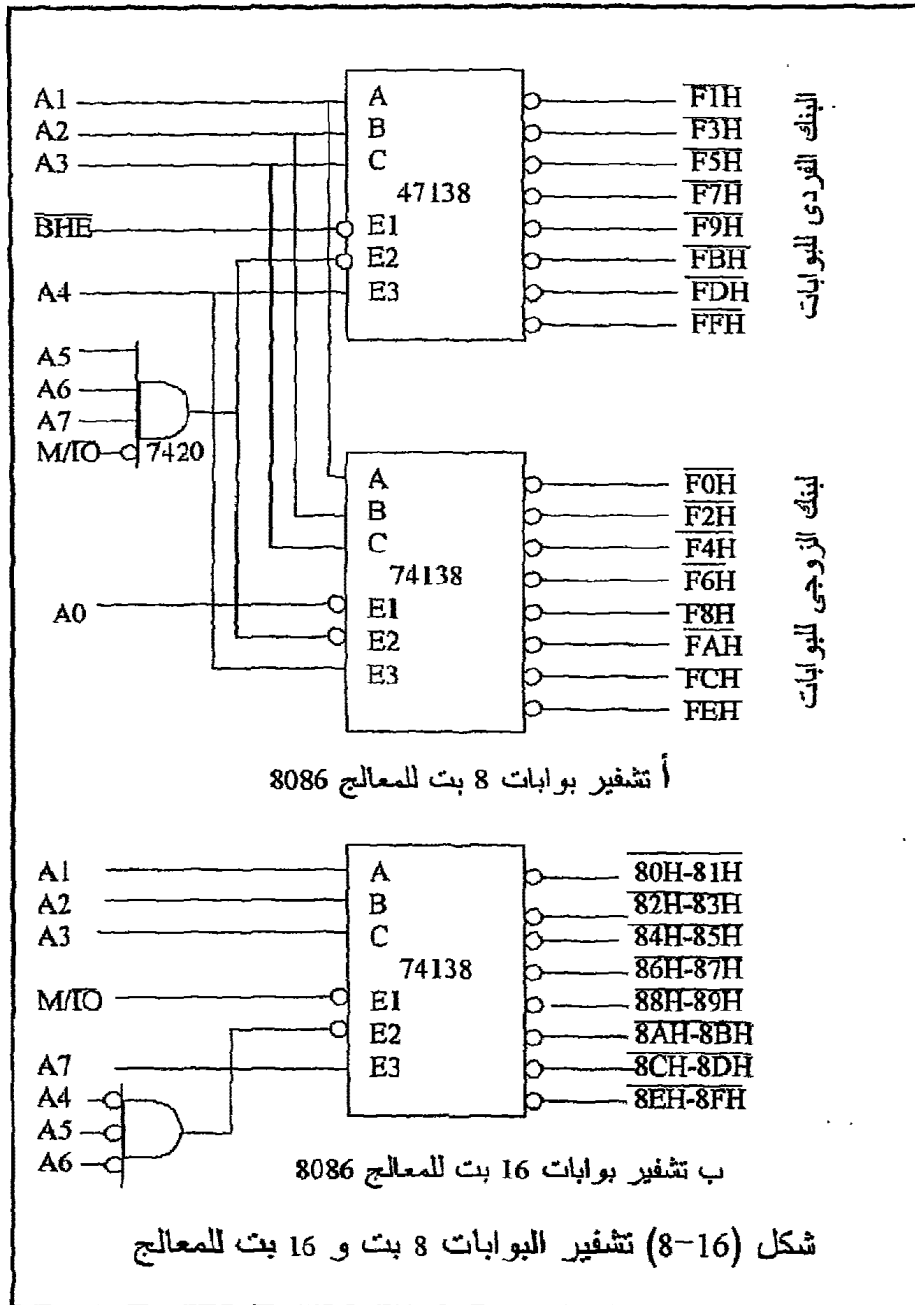 A1 A F1H
A2 B F3H
A3 C F5H
47138 F7H
BHE E1 F9H
E2 FBH
A4 E3 FDH
FFH
البنك الفردى للبوابات
A5
A6
A7
M/IO 7420
A F0H
B F2H
C F4H
74138 F6H
A0 E1 F8H
E2 FAH
E3 FCH
FEH
لبنك الزوجى للبوابات
أ تشفير بوابات 8 بت للمعالج 8086
A1 A 80H-81H
A2 B 82H-83H
A3 C 84H-85H
74138 86H-87H
M/IO E1 88H-89H
E2 8AH-8BH
A7 E3 8CH-8DH
A4 8EH-8FH
A5
A6
ب تشفير بوابات 16 بت للمعالج 8086
شكل (16-8) تشفير البوابات 8 بت و 16 بت للمعالج